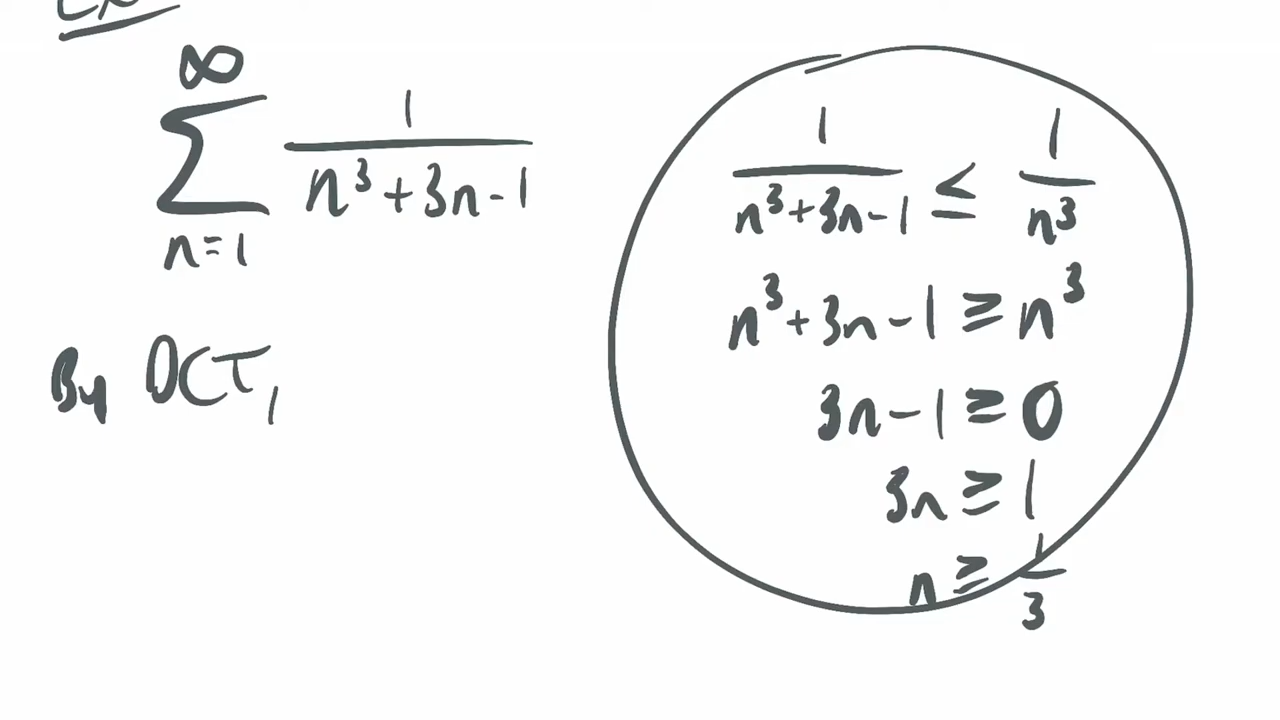 Ex
∞
∑ 1/(n³+3n-1)
n=1
By DCT,
1/(n³+3n-1) ≤ 1/n³
n³+3n-1 ≥ n³
3n-1 ≥ 0
3n ≥ 1
n ≥ 1/3